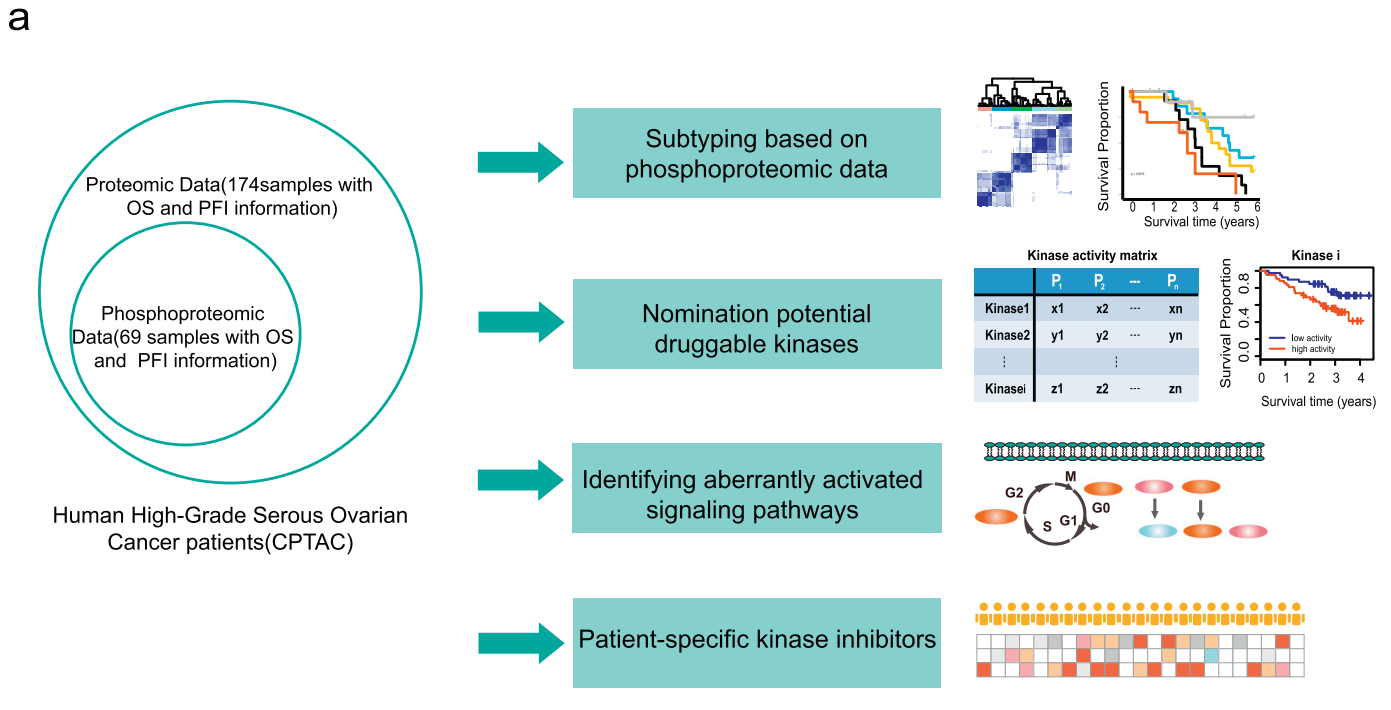 a
Proteomic Data(174samples with
OS and PFI information)
Phosphoproteomic
Data(69 samples with OS
and PFI information)
Human High-Grade Serous Ovarian
Cancer patients(CPTAC)
Subtyping based on
phosphoproteomic data
Survival Proportion
0 1 2 3 4 5 6
Survival time (years)
Nomination potential
druggable kinases
Kinase activity matrix
P1 P2 --- Pn
Kinase1 x1 x2 --- xn
Kinase2 y1 y2 --- yn
Kinasei z1 z2 --- zn
Kinase i
Survival Proportion
0.8
0.4
0.0
low activity
high activity
0 1 2 3 4
Survival time (years)
Identifying aberrantly activated
signaling pathways
M
G2
G0
S G1
Patient-specific kinase inhibitors